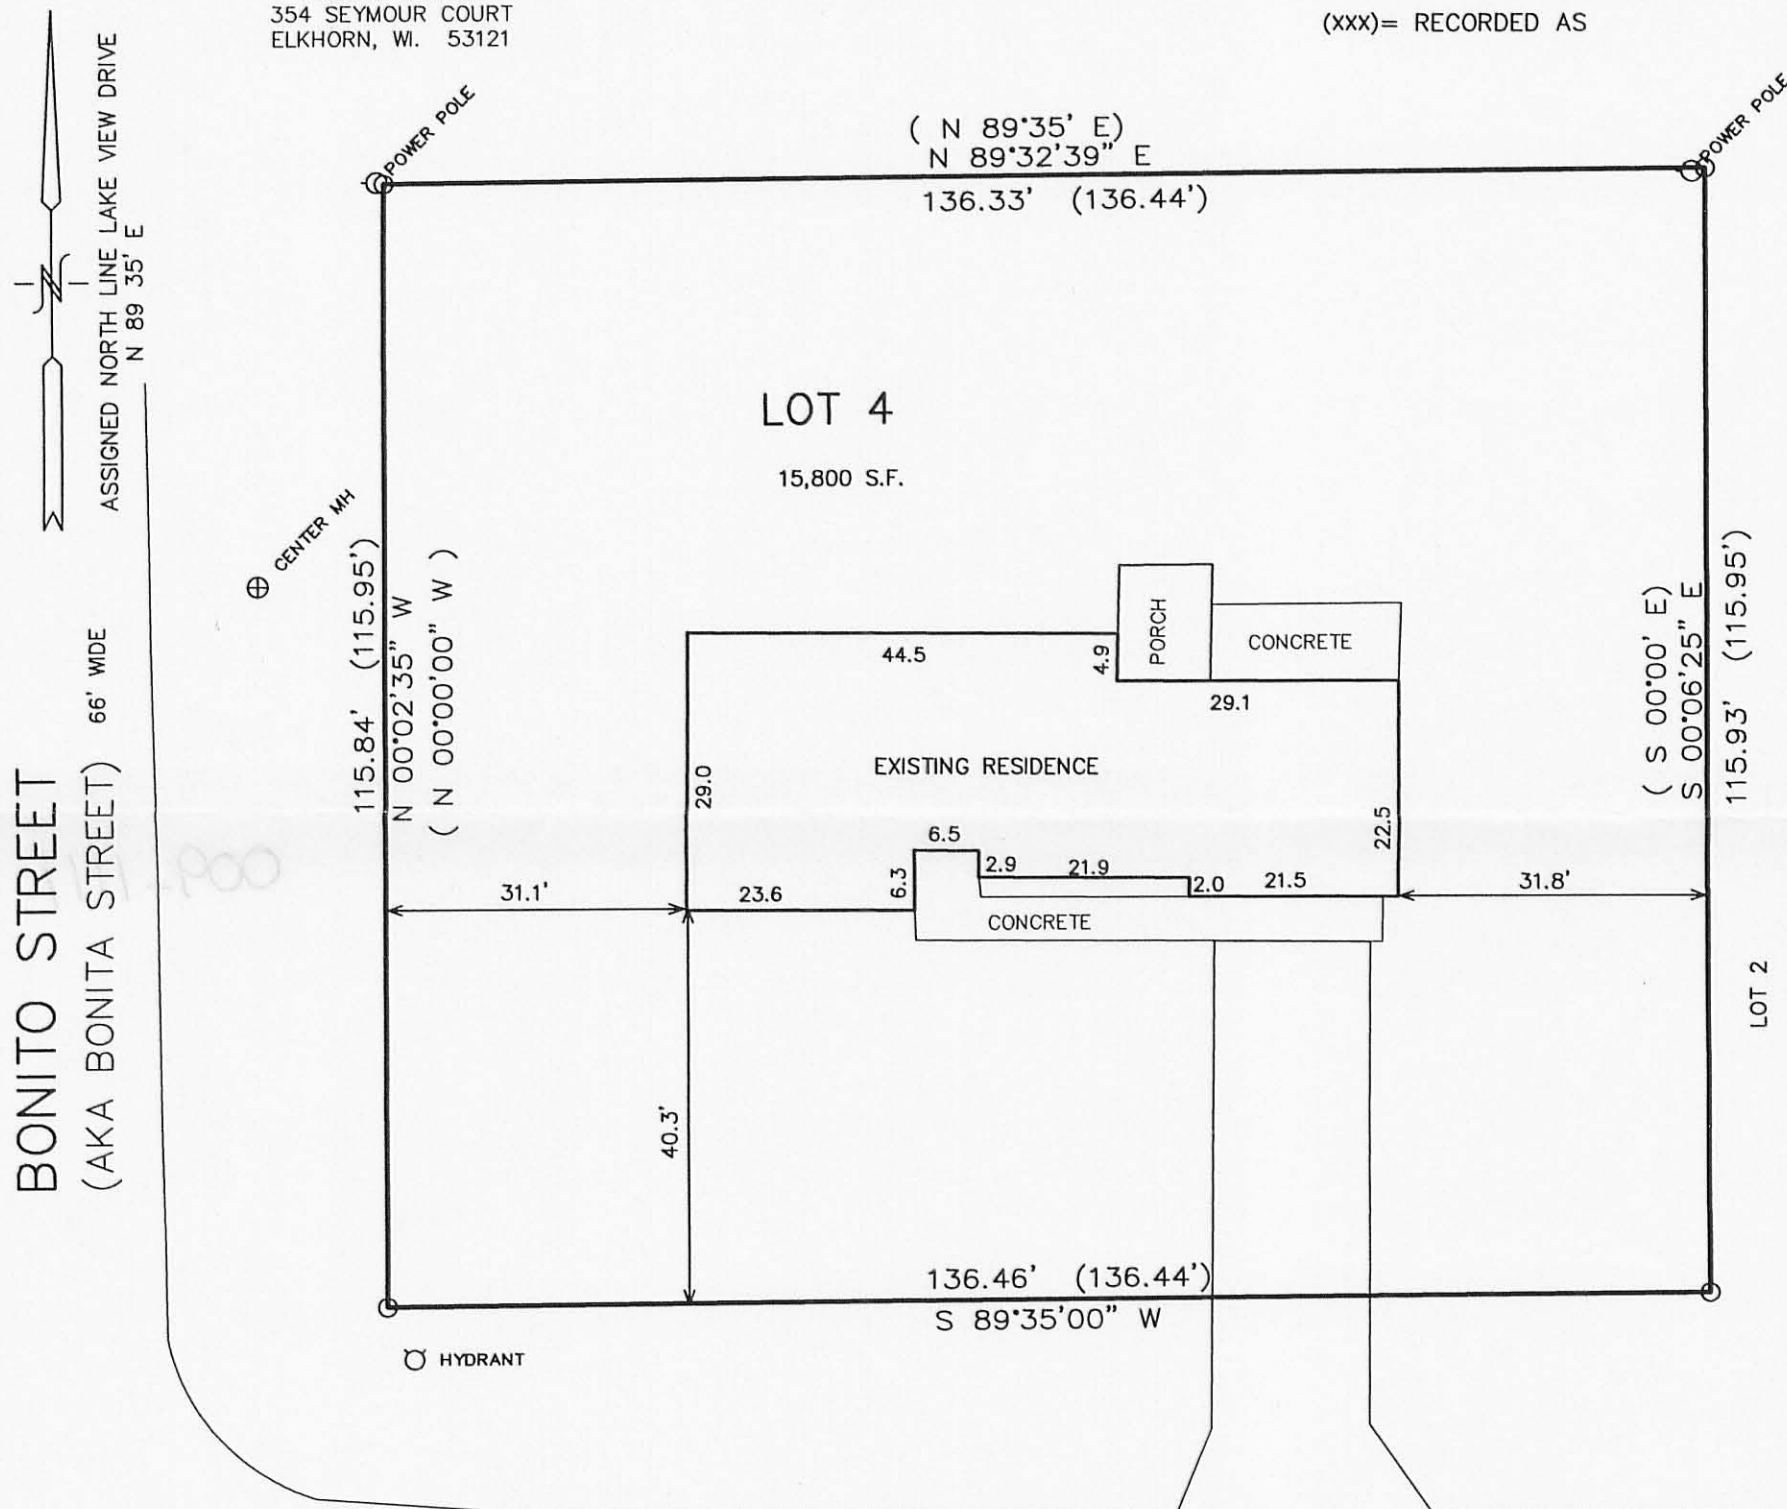 354 SEYMOUR COURT
ELKHORN, WI. 53121
(XXX)= RECORDED AS
ASSIGNED NORTH LINE LAKE VIEW DRIVE
N 89 35' E
N
POWER POLE
POWER POLE
( N 89°35' E)
N 89°32'39" E
136.33' (136.44')
LOT 4
15,800 S.F.
CENTER MH
115.84' (115.95')
N 00°02'35" W
( N 00°00'00" W )
( S 00°00' E)
S 00°06'25" E
115.93' (115.95')
BONITO STREET
(AKA BONITA STREET) 66' WIDE
PORCH
CONCRETE
44.5
4.9
29.1
EXISTING RESIDENCE
29.0
22.5
6.5
6.3
2.9
21.9
2.0
21.5
31.1'
23.6
31.8'
CONCRETE
LOT 2
40.3'
136.46' (136.44')
S 89°35'00" W
HYDRANT